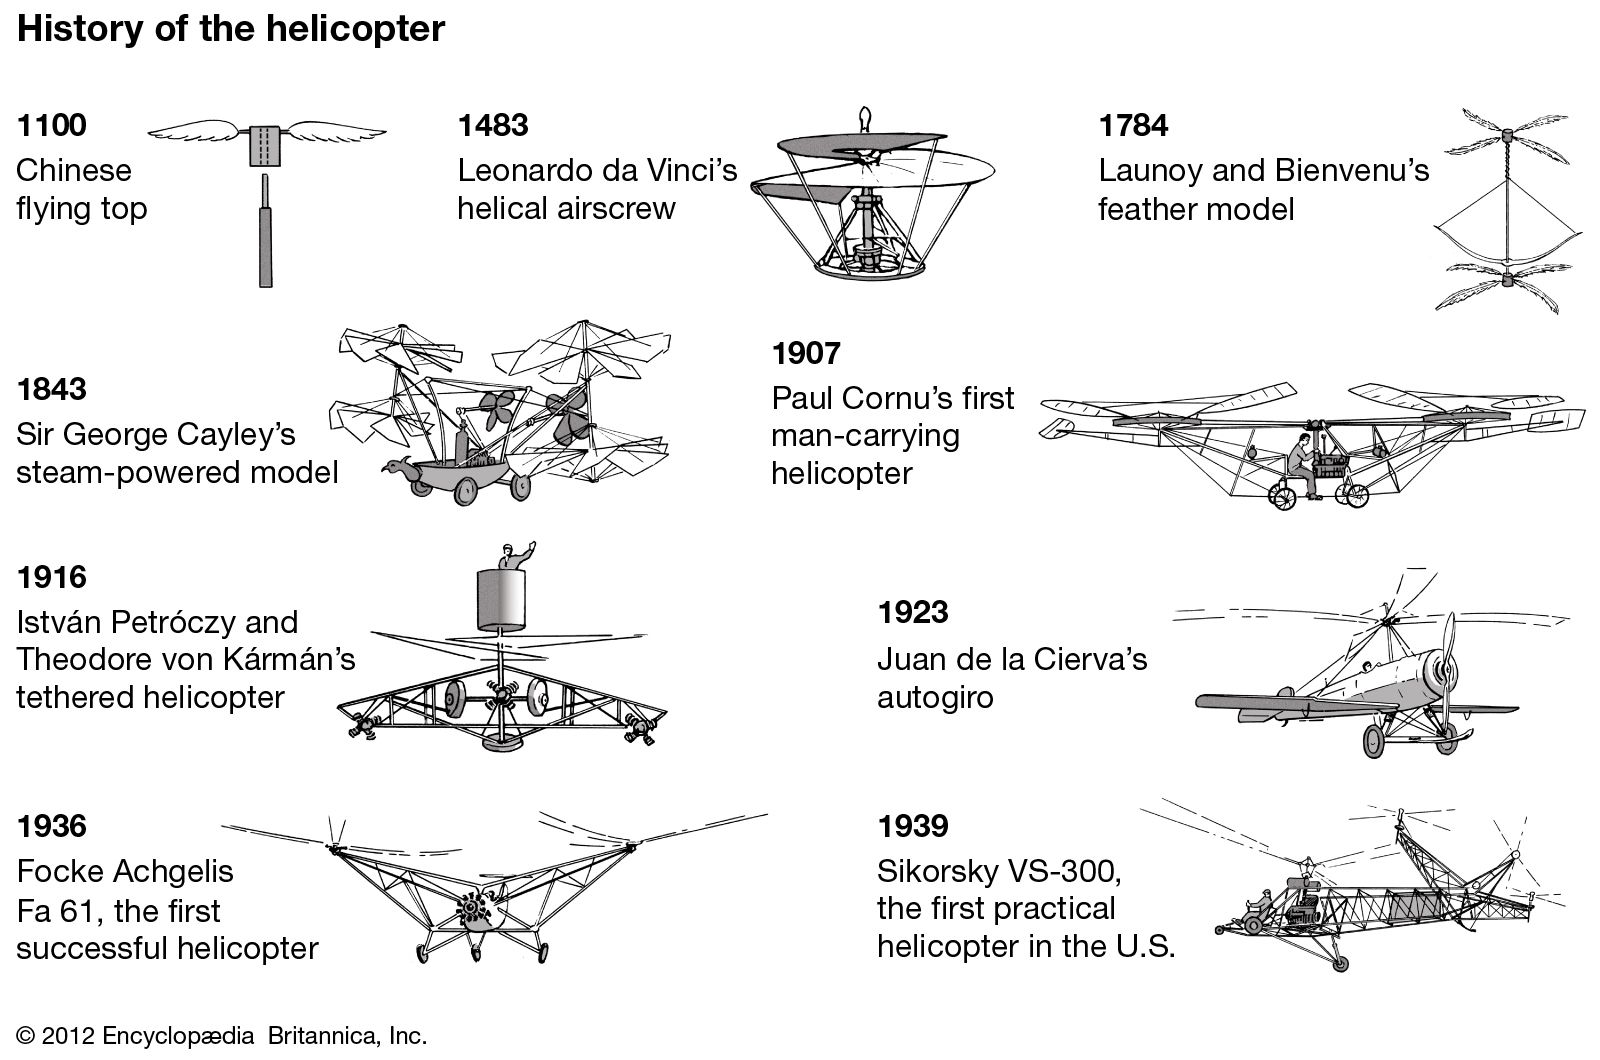 History of the helicopter
1100
Chinese
flying top
1483
Leonardo da Vinci’s
helical airscrew
1784
Launoy and Bienvenu’s
feather model
1843
Sir George Cayley’s
steam-powered model
1907
Paul Cornu’s first
man-carrying
helicopter
1916
István Petróczy and
Theodore von Kármán’s
tethered helicopter
1923
Juan de la Cierva’s
autogiro
1936
Focke Achgelis
Fa 61, the first
successful helicopter
1939
Sikorsky VS-300,
the first practical
helicopter in the U.S.
© 2012 Encyclopædia Britannica, Inc.